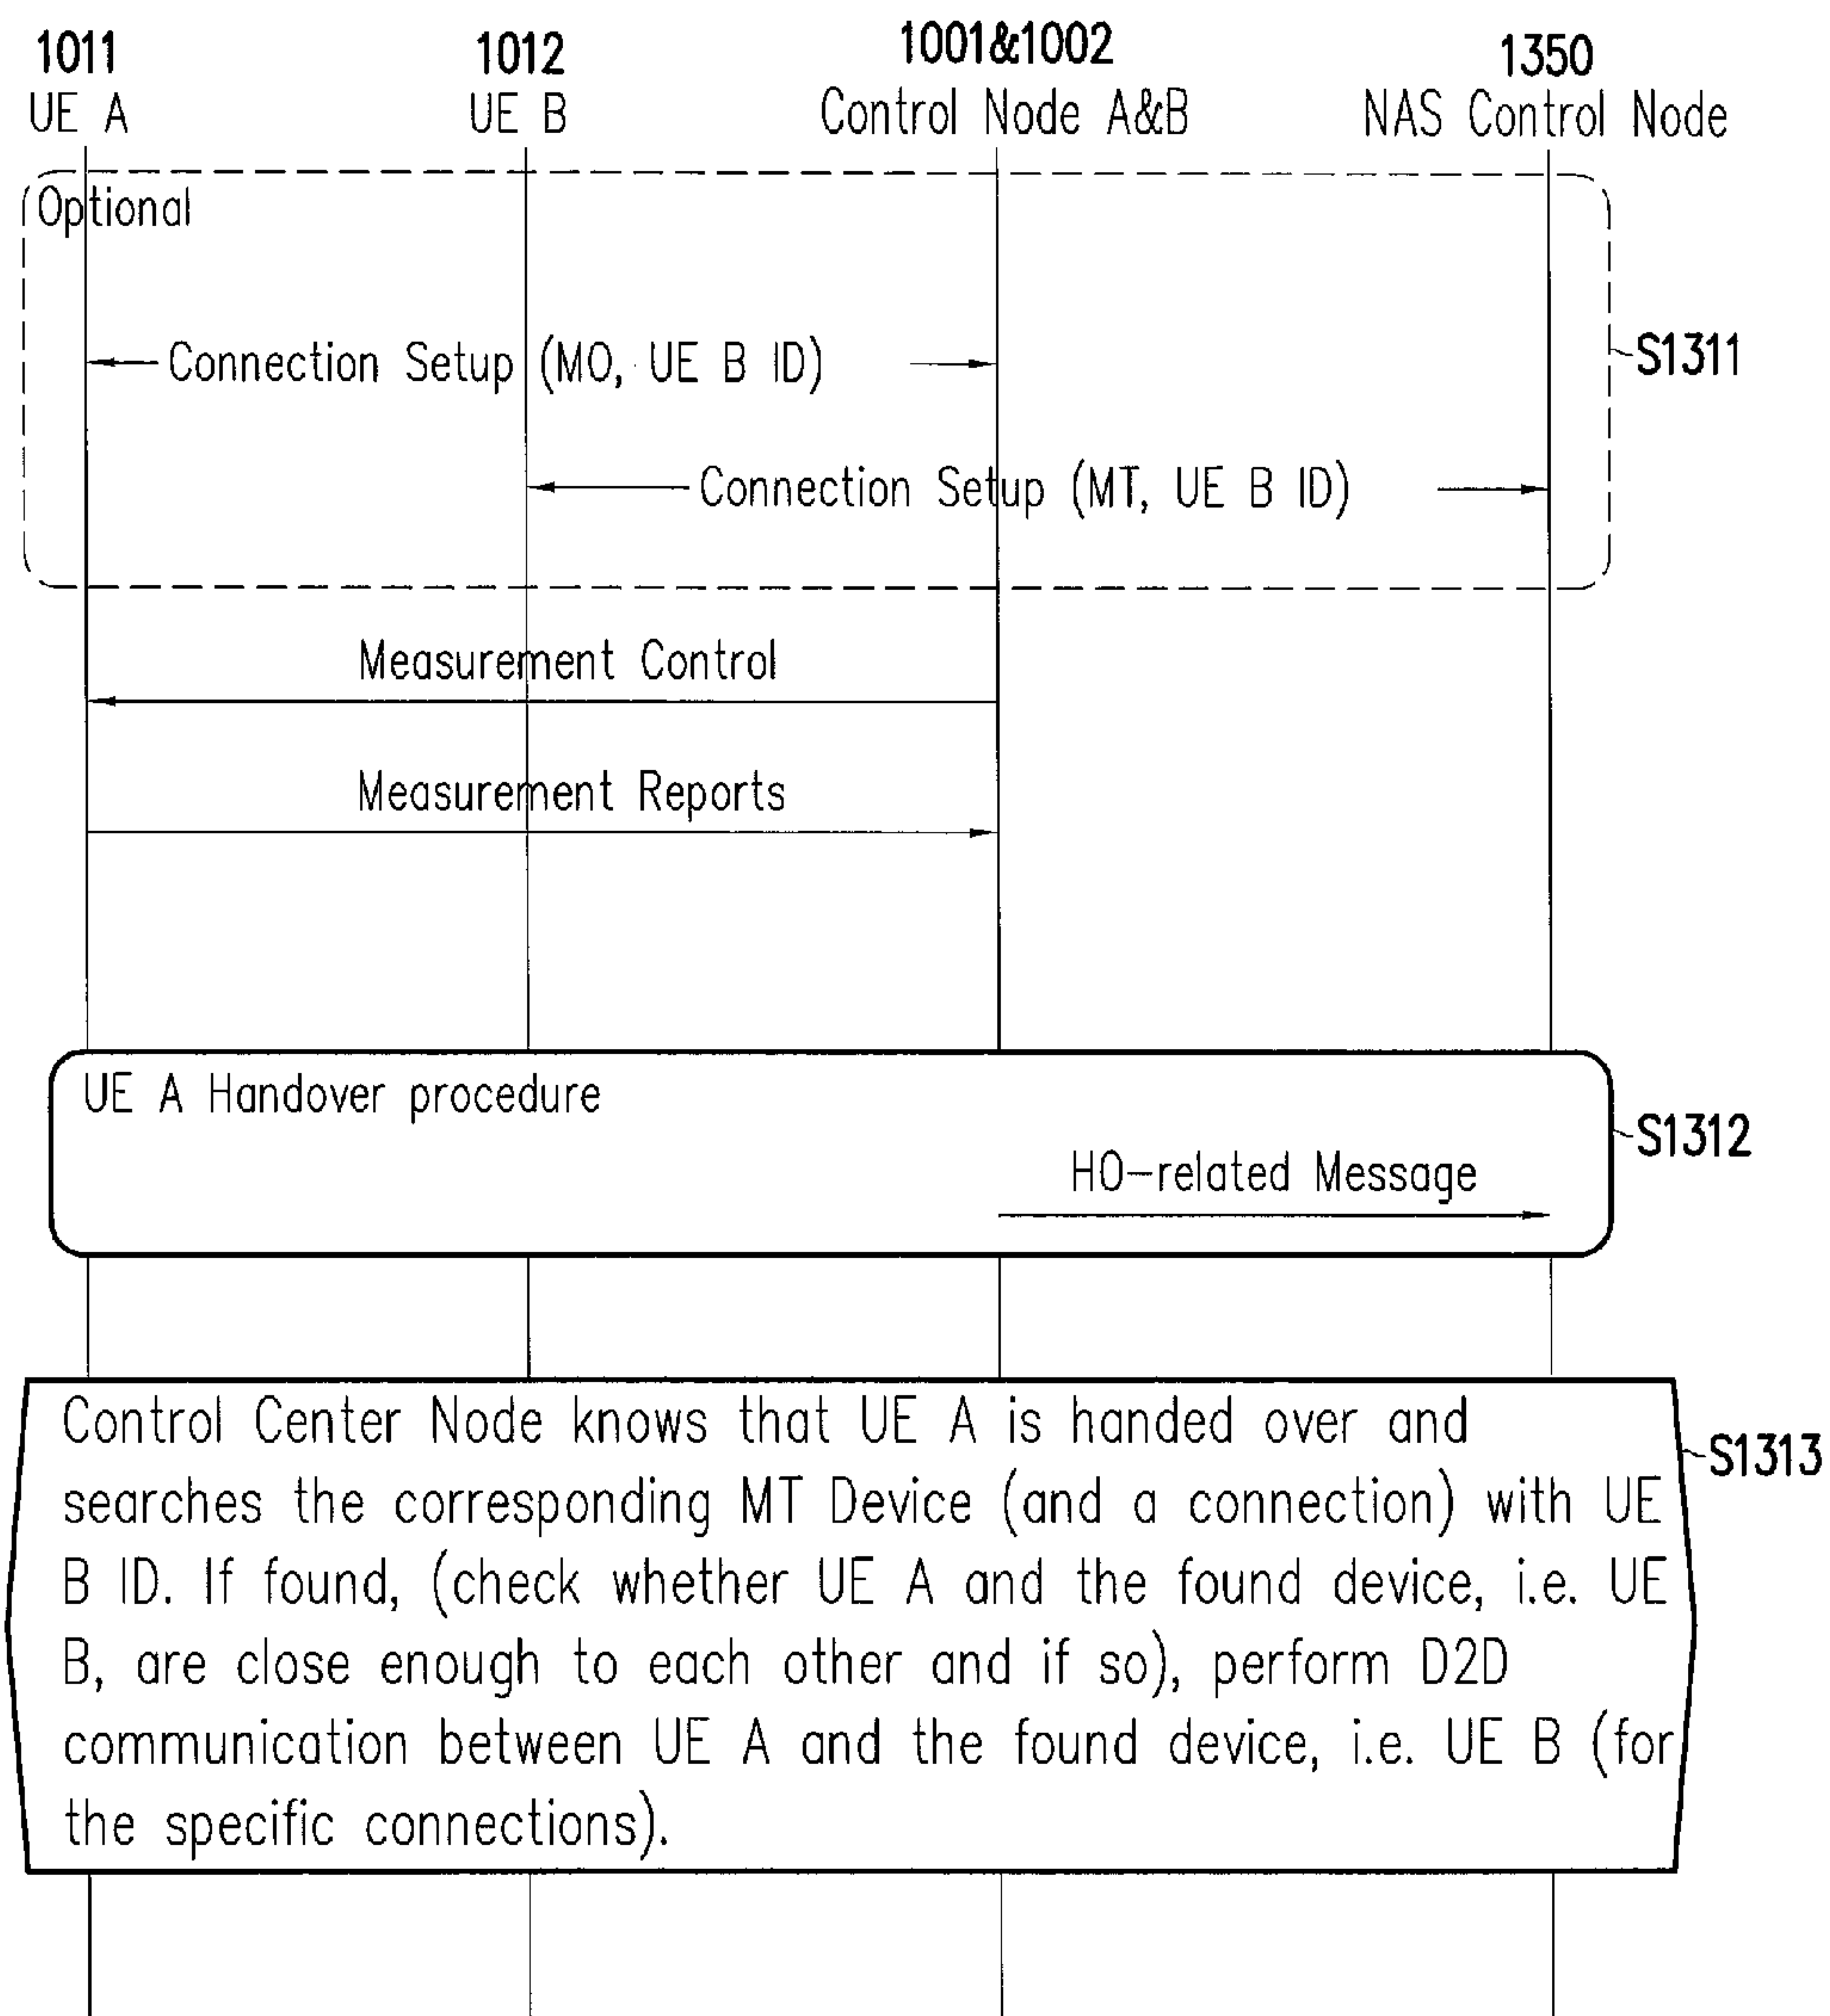 1011
1012
1001&1002
1350
UE A
UE B
Control Node A&B
NAS Control Node
Optional
Connection Setup (MO, UE B ID)
S1311
Connection Setup (MT, UE B ID)
Measurement Control
Measurement Reports
UE A Handover procedure
S1312
HO-related Message
Control Center Node knows that UE A is handed over and
S1313
searches the corresponding MT Device (and a connection) with UE
B ID. If found, (check whether UE A and the found device, i.e. UE
B, are close enough to each other and if so), perform D2D
communication between UE A and the found device, i.e. UE B (for
the specific connections).